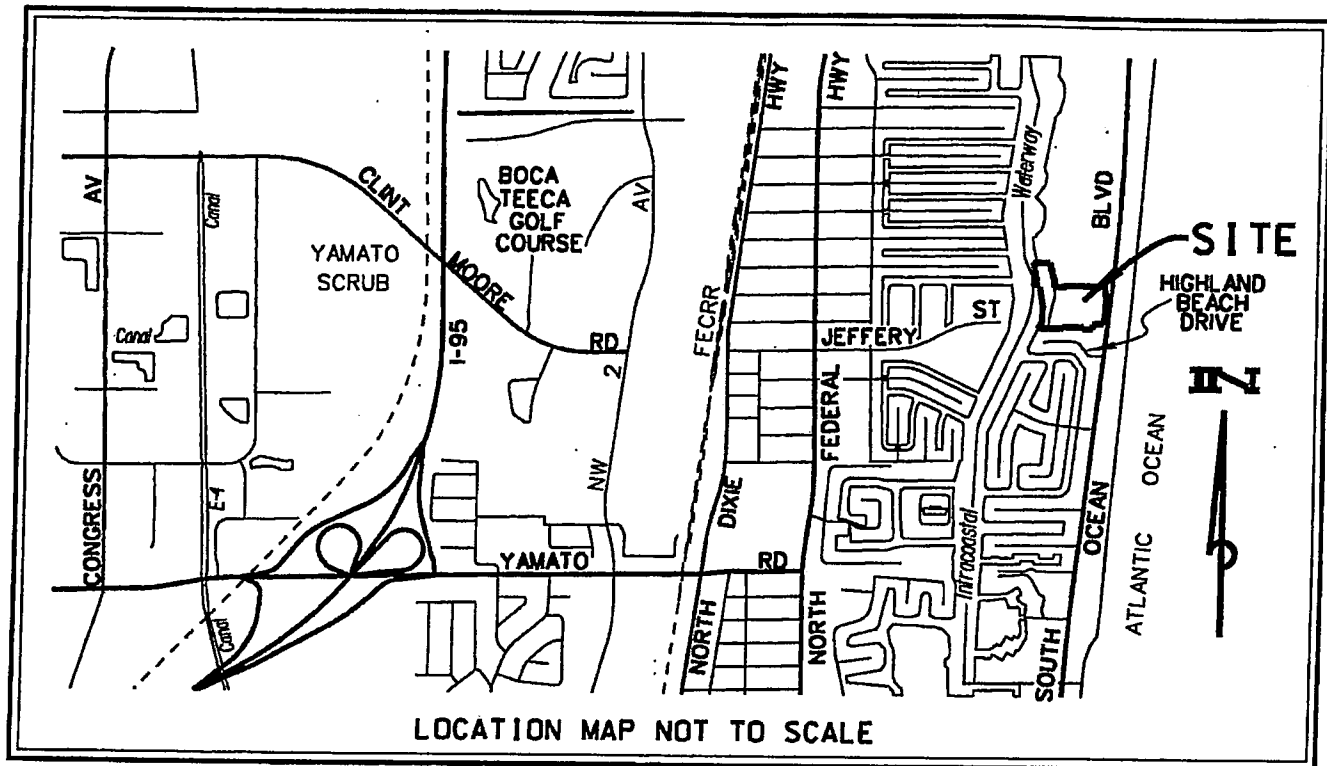 HWY
HWY
CLINT
MOORE
RD
BOCA
TEECA
GOLF
COURSE
AV
AV
Canal
YAMATO
SCRUB
Canal
I-95
FECRR
Waterway
BLVD
SITE
HIGHLAND
BEACH
DRIVE
JEFFERY
ST
N
2
NW
FEDERAL
DIXIE
CONGRESS
E-4
YAMATO
RD
Canal
NORTH
NORTH
Intracoastal
OCEAN
SOUTH
ATLANTIC OCEAN
LOCATION MAP NOT TO SCALE